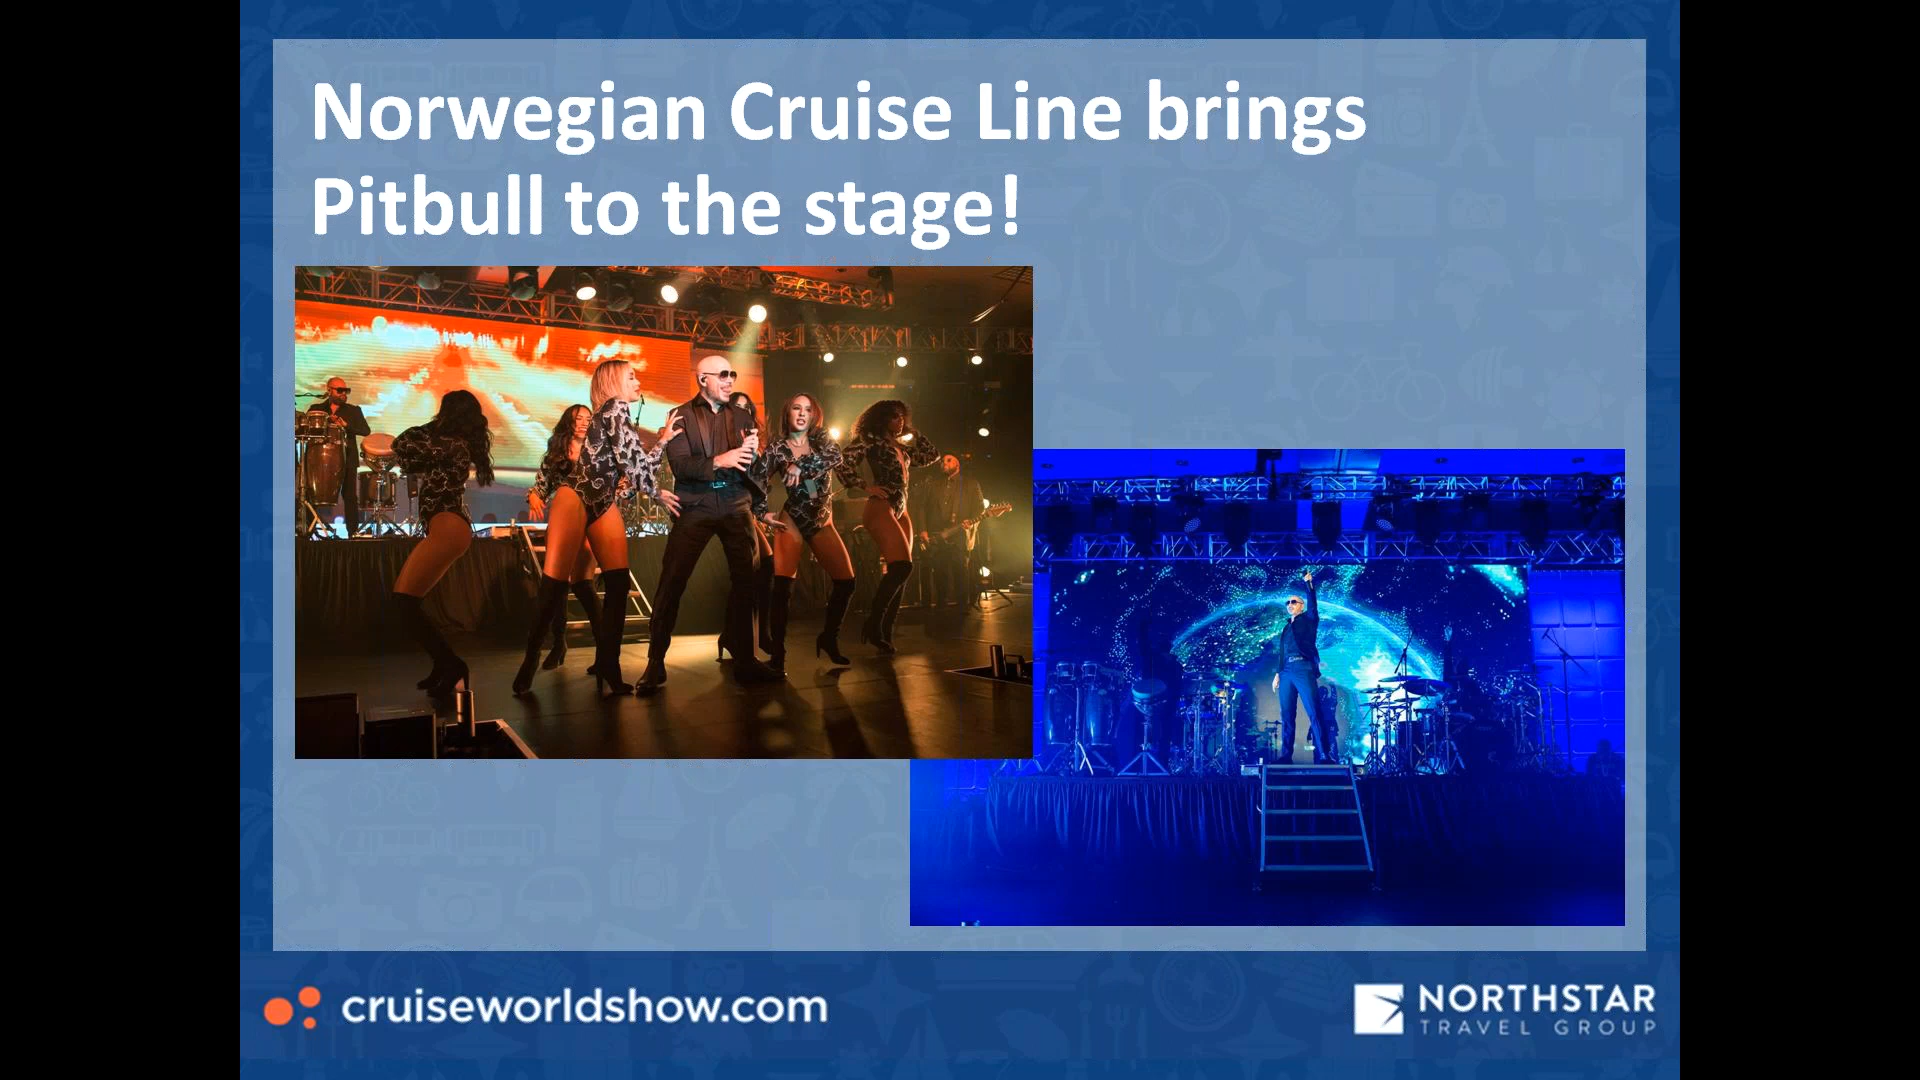 Norwegian Cruise Line brings
Pitbull to the stage!
cruiseworldshow.com
NORTHSTAR
TRAVEL GROUP